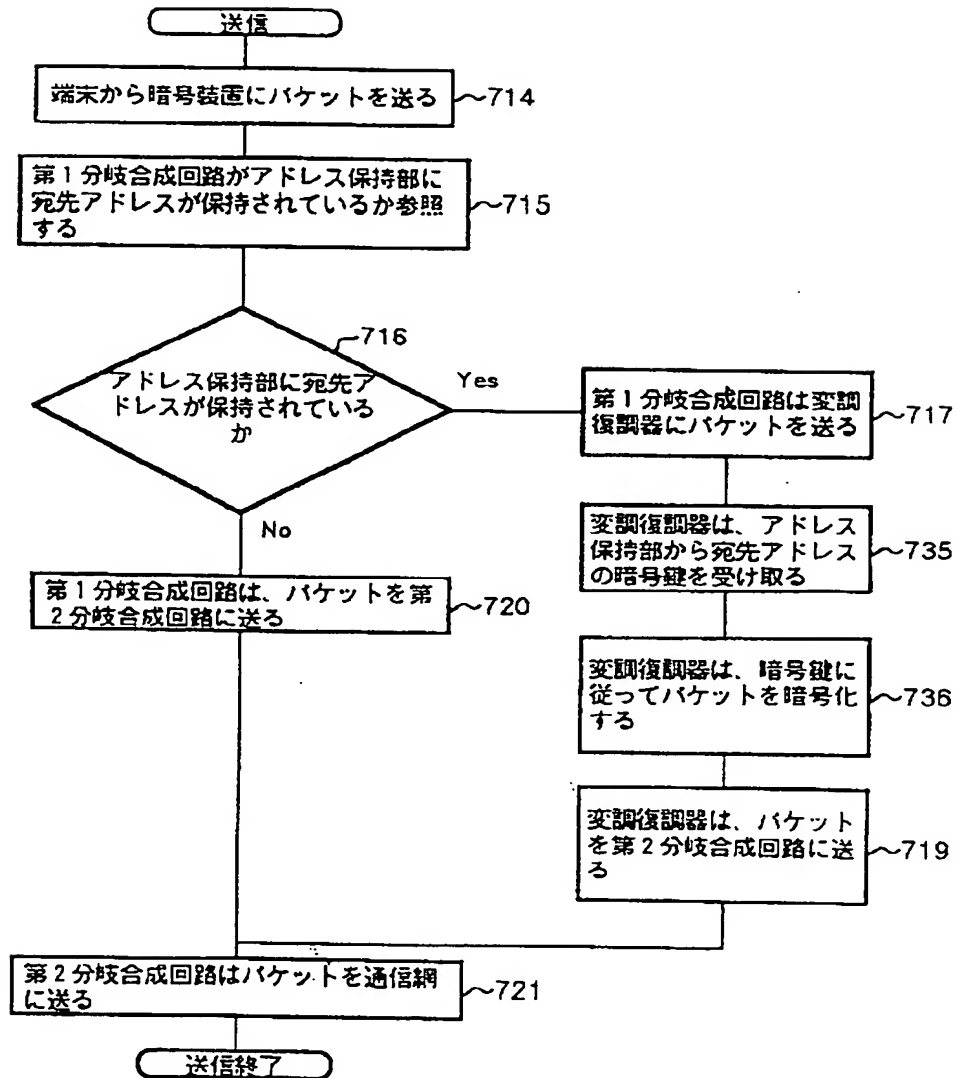 送信
端末から暗号装置にパケットを送る
714
第1分岐合成回路がアドレス保持部に
宛先アドレスが保持されているか参照
する
715
716
アドレス保持部に宛先ア
ドレスが保持されている
か
Yes
第1分岐合成回路は変調
復調器にパケットを送る
717
変調復調器は、アドレス
保持部から宛先アドレス
の暗号鍵を受け取る
735
No
第1分岐合成回路は、パケットを第
2分岐合成回路に送る
720
変調復調器は、暗号鍵に
従ってパケットを暗号化
する
736
変調復調器は、パケット
を第2分岐合成回路に送
る
719
第2分岐合成回路はパケットを通信網
に送る
721
送信終了